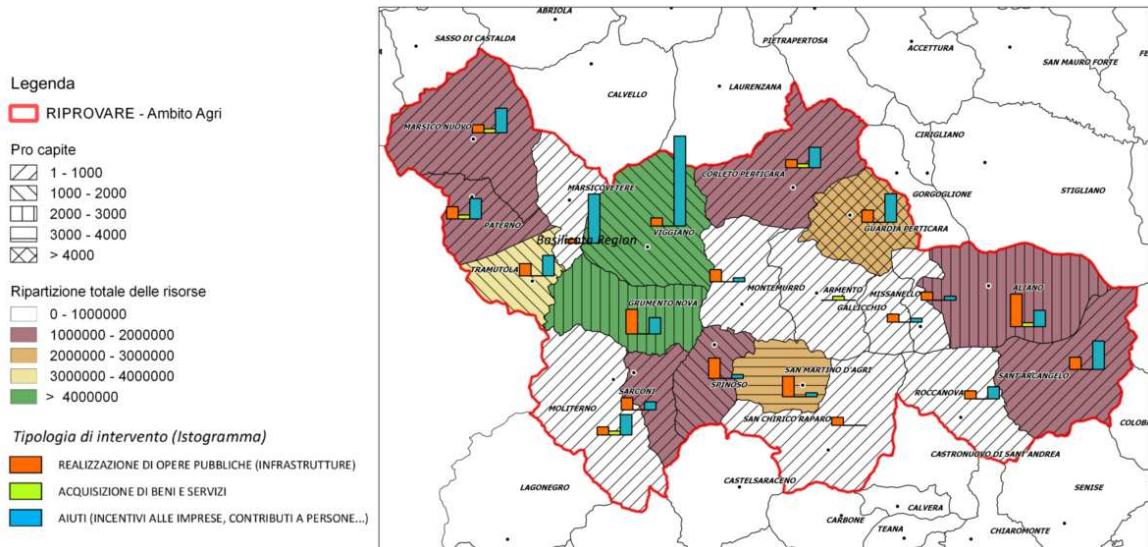 Legenda
RIPROVARE - Ambito Agri
Pro capite
1 - 1000
1000 - 2000
2000 - 3000
3000 - 4000
> 4000
Ripartizione totale delle risorse
0 - 1000000
1000000 - 2000000
2000000 - 3000000
3000000 - 4000000
> 4000000
Tipologia di intervento (Istogramma)
REALIZZAZIONE DI OPERE PUBBLICHE (INFRASTRUTTURE)
ACQUISIZIONE DI BENI E SERVIZI
AIUTI (INCENTIVI ALLE IMPRESE, CONTRIBUTI A PERSONE...)
ABRIOLA
SASSO DI CASTALDA
PIETRAPERTOSA
ACCETTURA
SAN MAURO FORTE
FE
CALVELLO
LAURENZANA
MARSICO NUOVO
CIRIGLIANO
CORLETO PERTICARA
MARSICOVETERE
GORGOGLIONE
STIGLIANO
PATERNO
VIGGIANO
GUARDIA PERTICARA
Basilicata Region
TRAMUTOLA
MONTEMURRO
ARMENTO
MISSANELLO
ALIANO
GRUMENTO NOVA
GALLICCHIO
SAN MARTINO D'AGRI
SANT'ARCANGELO
SPINOSO
SARCONI
ROCCANOVA
MOLITERNO
SAN CHIRICO RAPARO
COLOB
CASTRONUOVO DI SANT'ANDREA
LAGONEGRO
CASTELSARACENO
SENISE
CALVERA
CARBONE
TEANA
CHIAROMONTE